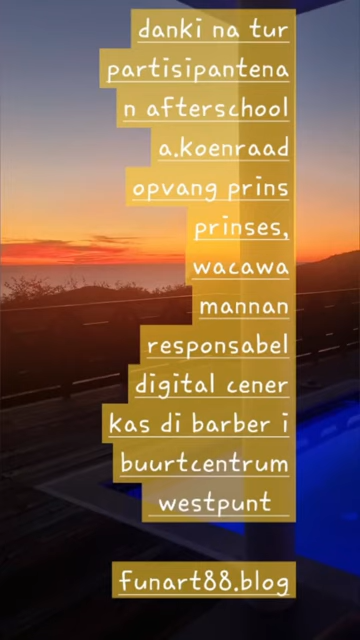 danki na tur
partisipantena
n afterschool
a.koenraad
opvang prins
prinses,
wacawa
mannan
responsabel
digital cener
kas di barber i
buurtcentrum
westpunt
funart88.blog